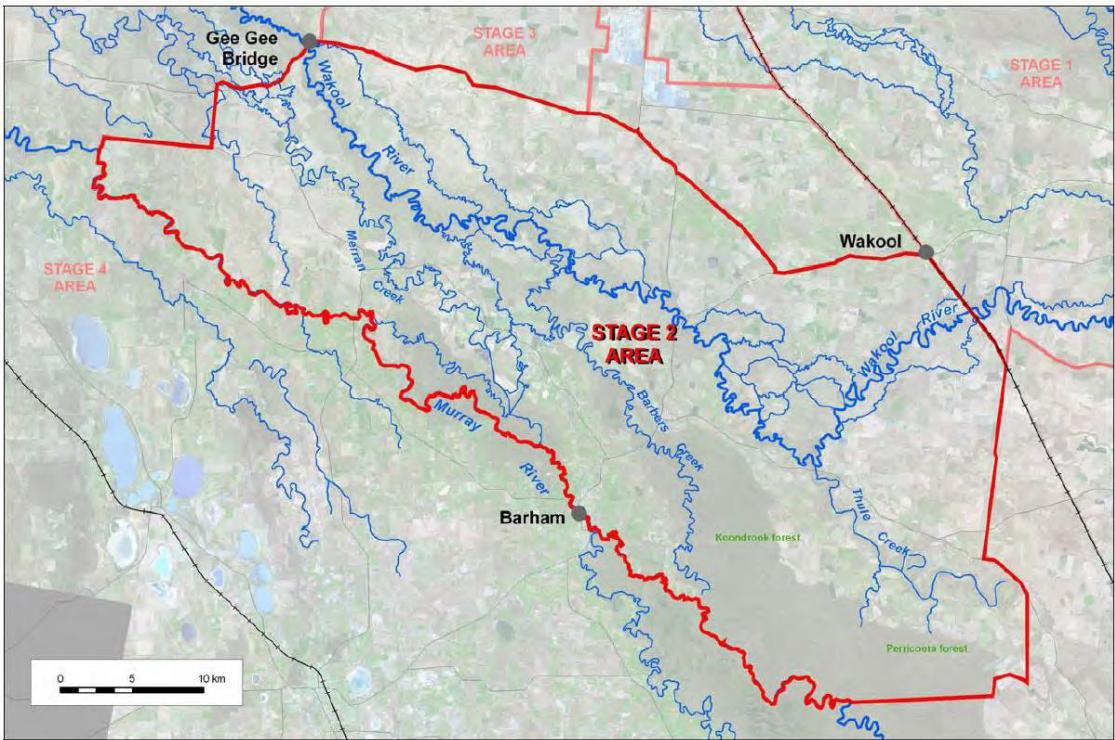 Gee Gee
Bridge
STAGE 3
AREA
STAGE 1
AREA
Wakool
River
Wakool
STAGE 4
AREA
Merran
Creek
STAGE 2
AREA
Wakool
River
Murray
River
Barbers
Creek
Barham
Thule
Creek
Koondrook forest
Perricoota forest
0 5 10 km